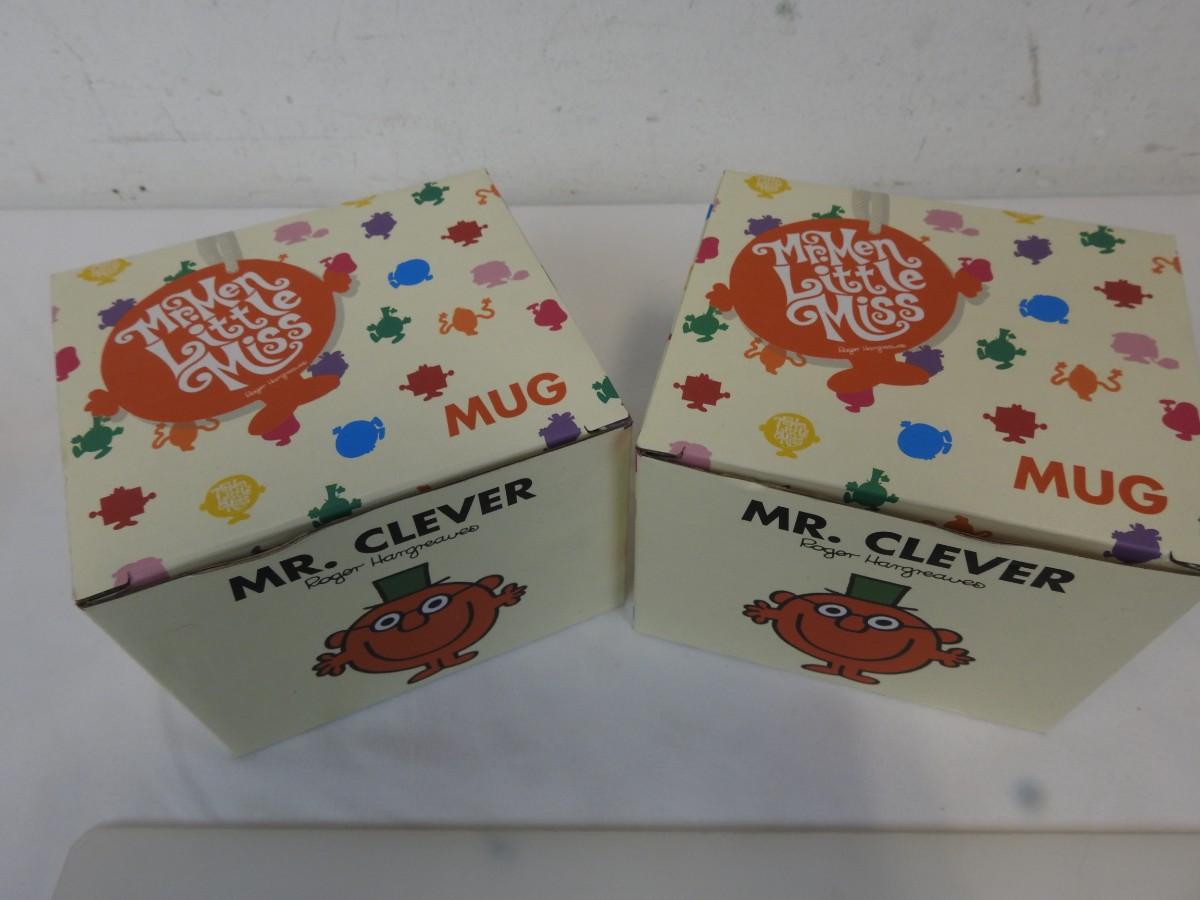 Mr. Men
Little
Miss
Roger Hargreaves
MUG
MR. CLEVER
Roger Hargreaves
Mr. Men
Little
Miss
Roger Hargreaves
MUG
MR. CLEVER
Roger Hargreaves